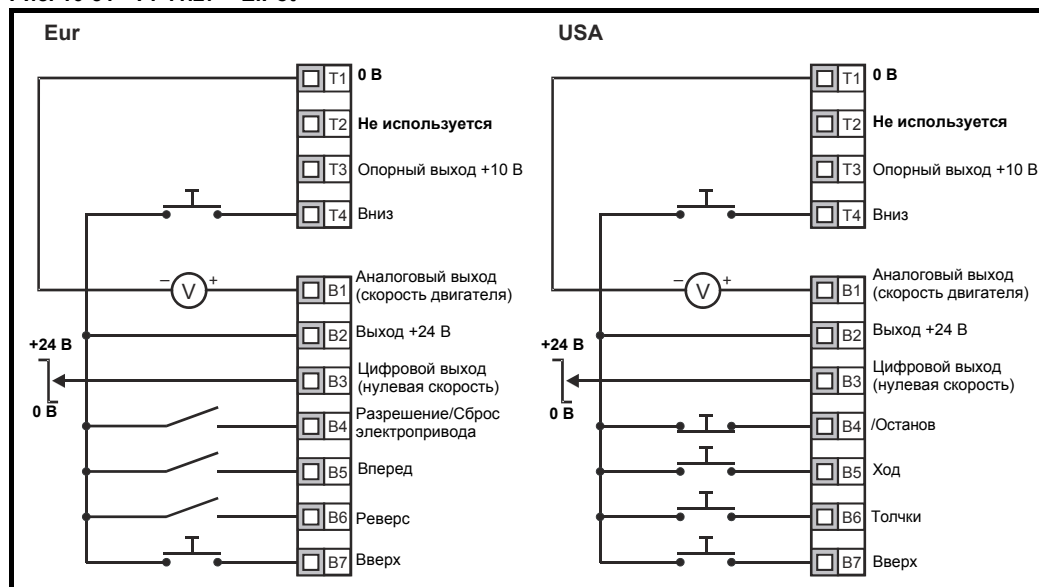 Eur
T1 0 В
T2 Не используется
T3 Опорный выход +10 В
T4 Вниз
– V +
B1 Аналоговый выход
(скорость двигателя)
B2 Выход +24 В
+24 В
0 В
B3 Цифровой выход
(нулевая скорость)
B4 Разрешение/Сброс
электропривода
B5 Вперед
B6 Реверс
B7 Вверх
USA
T1 0 В
T2 Не используется
T3 Опорный выход +10 В
T4 Вниз
– V +
B1 Аналоговый выход
(скорость двигателя)
B2 Выход +24 В
+24 В
0 В
B3 Цифровой выход
(нулевая скорость)
B4 /Останов
B5 Ход
B6 Толчки
B7 Вверх